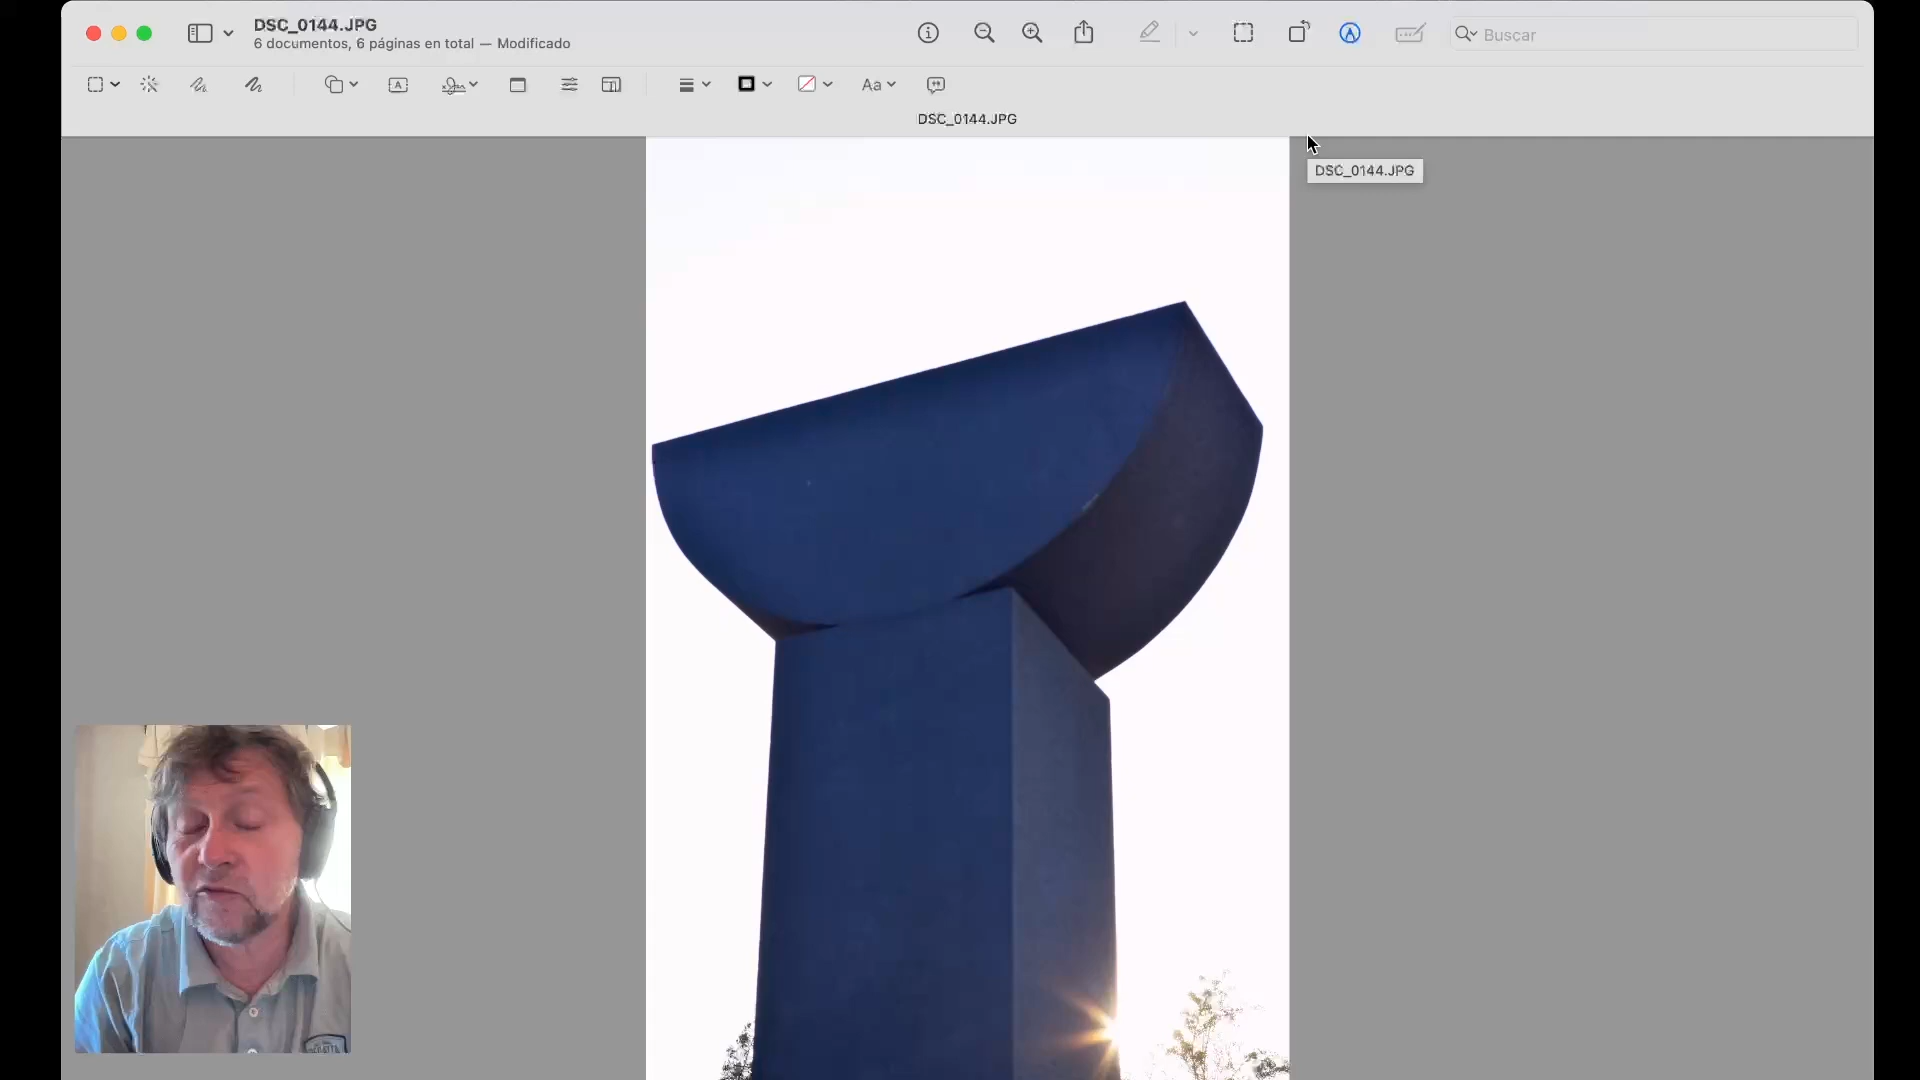 DSC_0144.JPG
6 documentos, 6 páginas en total — Modificado
Buscar
A
Aa
DSC_0144.JPG
DSC_0144.JPG